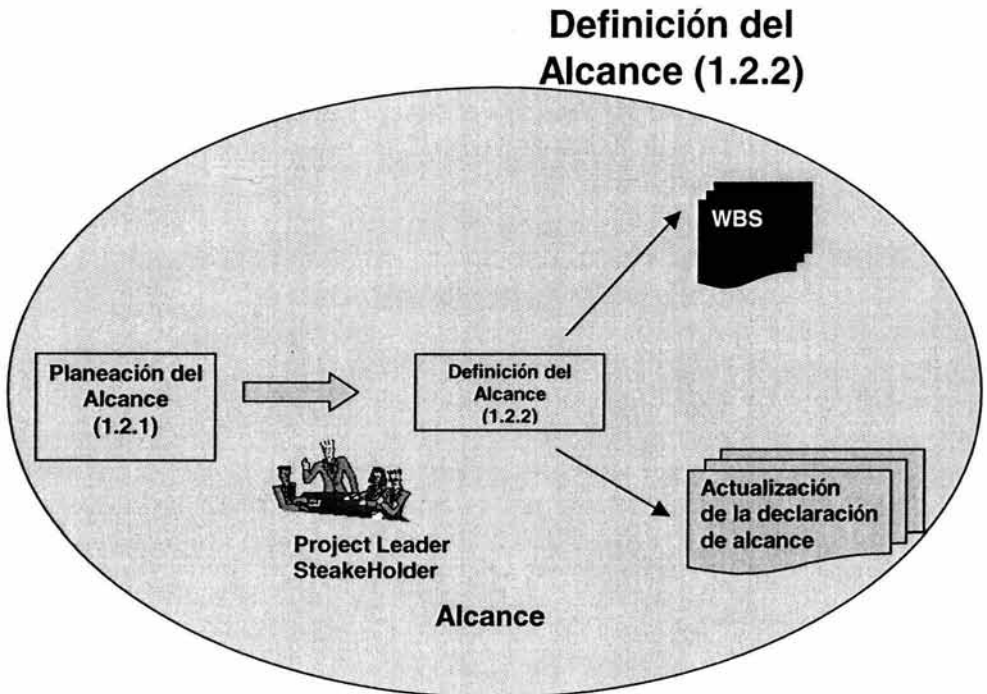 Definición del
Alcance (1.2.2)
WBS
Planeación del
Alcance
(1.2.1)
Definición del
Alcance
(1.2.2)
Project Leader
SteakeHolder
Actualización
de la declaración
de alcance
Alcance